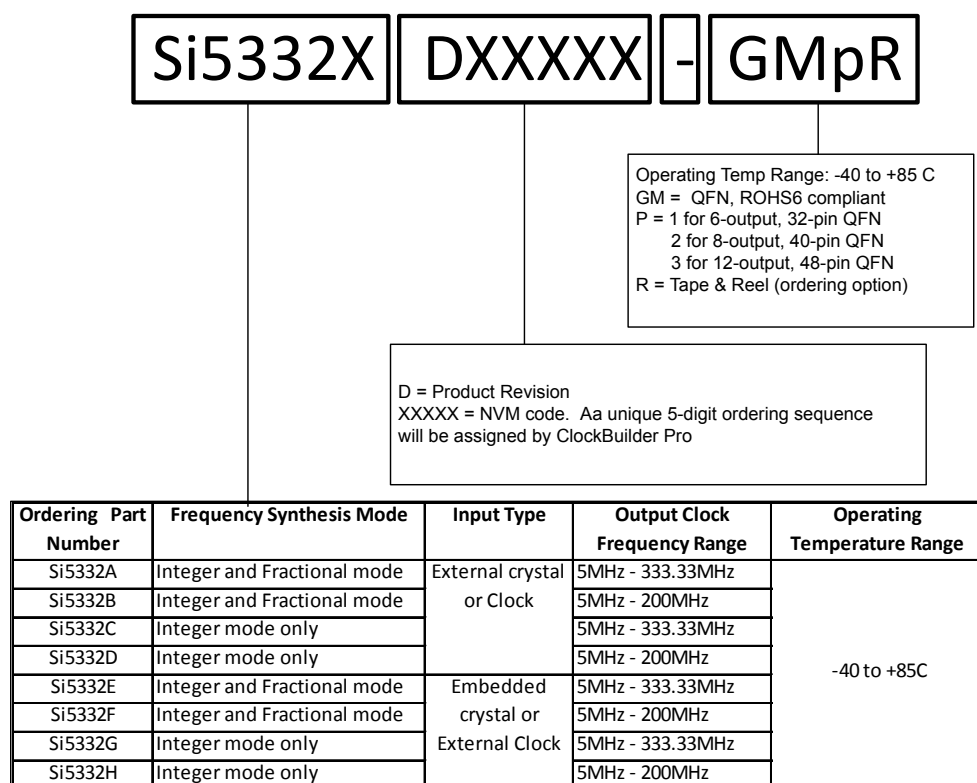 Si5332X DXXXXX - GMpR
Operating Temp Range: -40 to +85 C
GM = QFN, ROHS6 compliant
P = 1 for 6-output, 32-pin QFN
2 for 8-output, 40-pin QFN
3 for 12-output, 48-pin QFN
R = Tape & Reel (ordering option)
D = Product Revision
XXXXX = NVM code. Aa unique 5-digit ordering sequence
will be assigned by ClockBuilder Pro
Ordering Part Frequency Synthesis Mode Input Type Output Clock Operating
Number Frequency Range Temperature Range
Si5332A Integer and Fractional mode External crystal 5MHz - 333.33MHz
Si5332B Integer and Fractional mode or Clock 5MHz - 200MHz
Si5332C Integer mode only 5MHz - 333.33MHz
Si5332D Integer mode only 5MHz - 200MHz
-40 to +85C
Si5332E Integer and Fractional mode Embedded 5MHz - 333.33MHz
Si5332F Integer and Fractional mode crystal or 5MHz - 200MHz
Si5332G Integer mode only External Clock 5MHz - 333.33MHz
Si5332H Integer mode only 5MHz - 200MHz